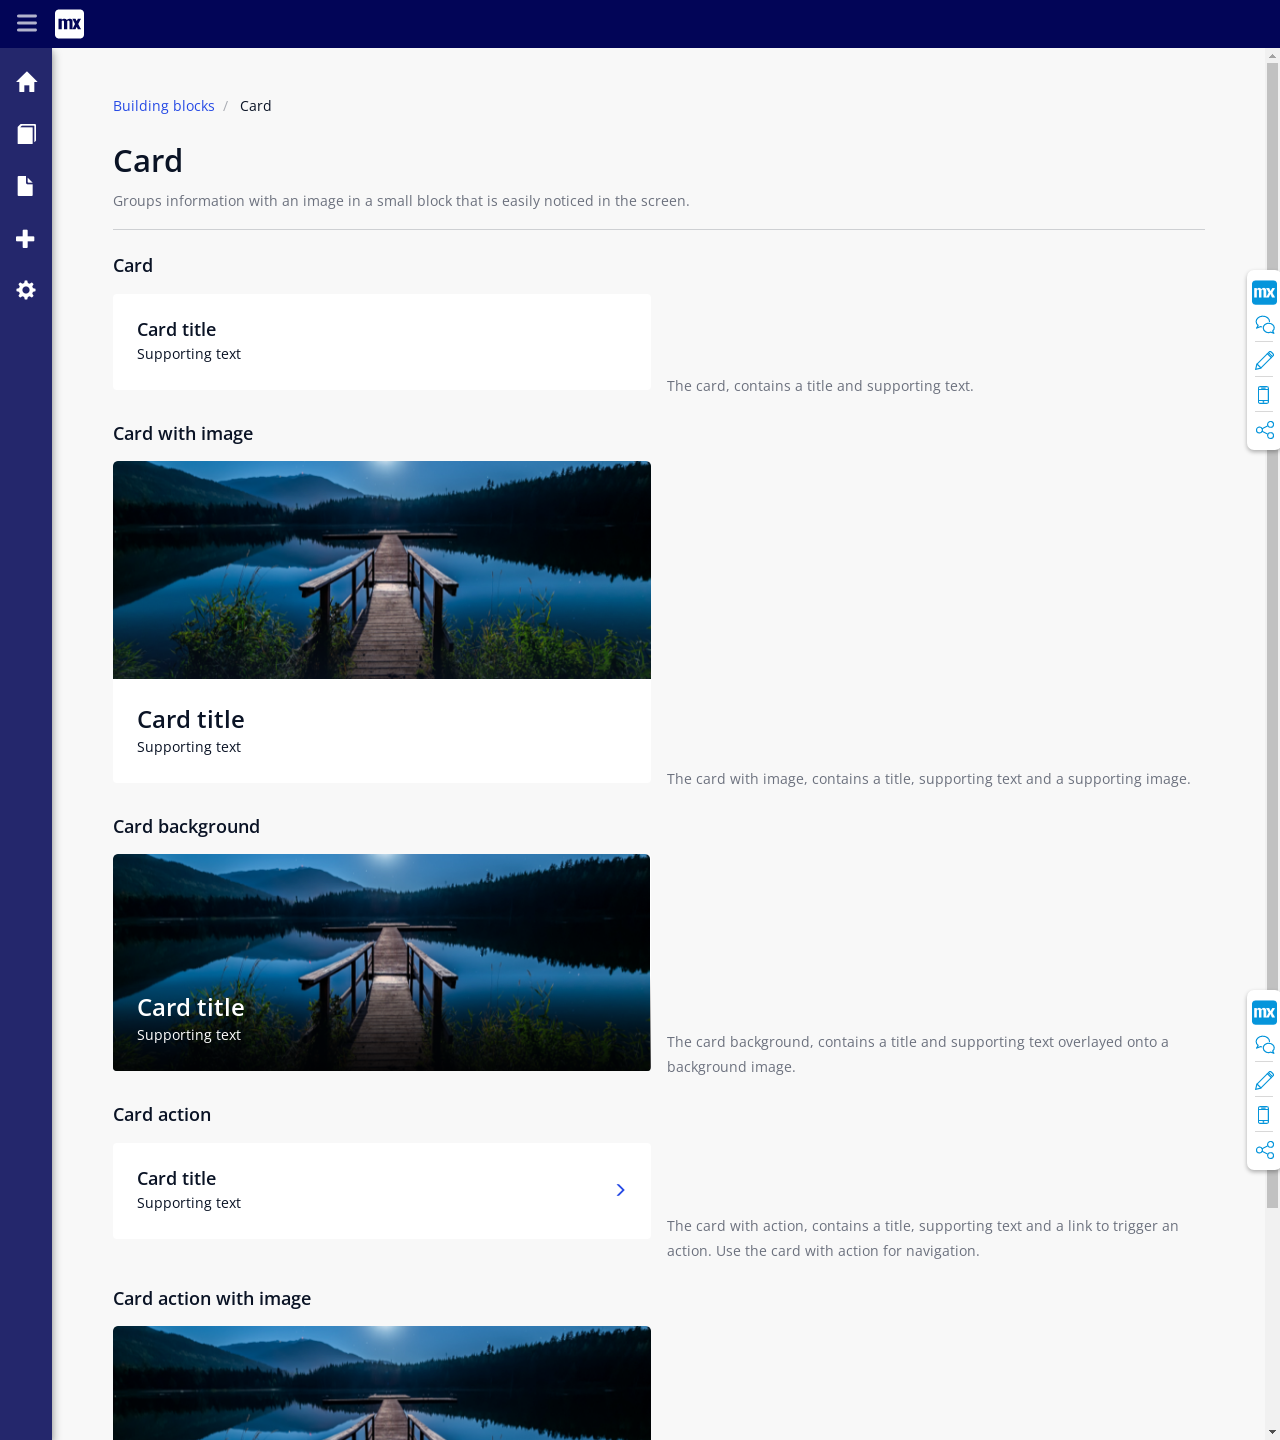 mx
Building blocks / Card
Card
Groups information with an image in a small block that is easily noticed in the screen.
Card
Card title
Supporting text
The card, contains a title and supporting text.
Card with image
Card title
Supporting text
The card with image, contains a title, supporting text and a supporting image.
Card background
Card title
Supporting text
The card background, contains a title and supporting text overlayed onto a
background image.
Card action
Card title
Supporting text
The card with action, contains a title, supporting text and a link to trigger an
action. Use the card with action for navigation.
Card action with image
mx
mx